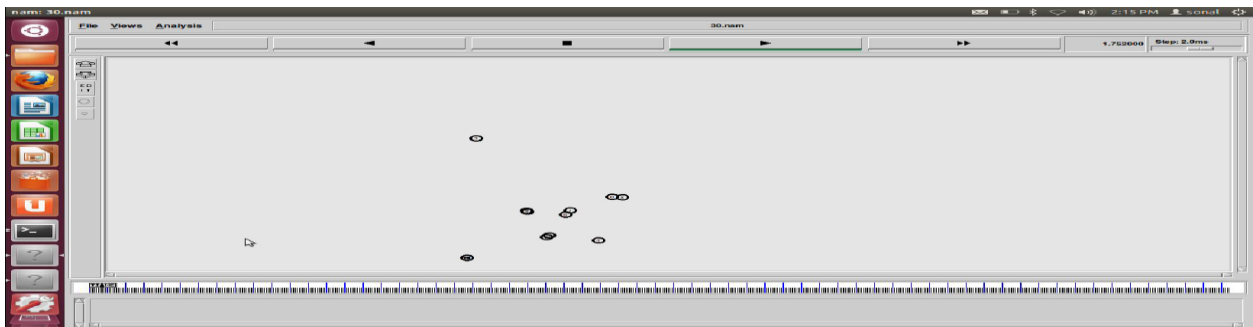 nam: 30.nam
2:15 PM sonal
File Views Analysis 30.nam
1.752000 Step: 2.0ms